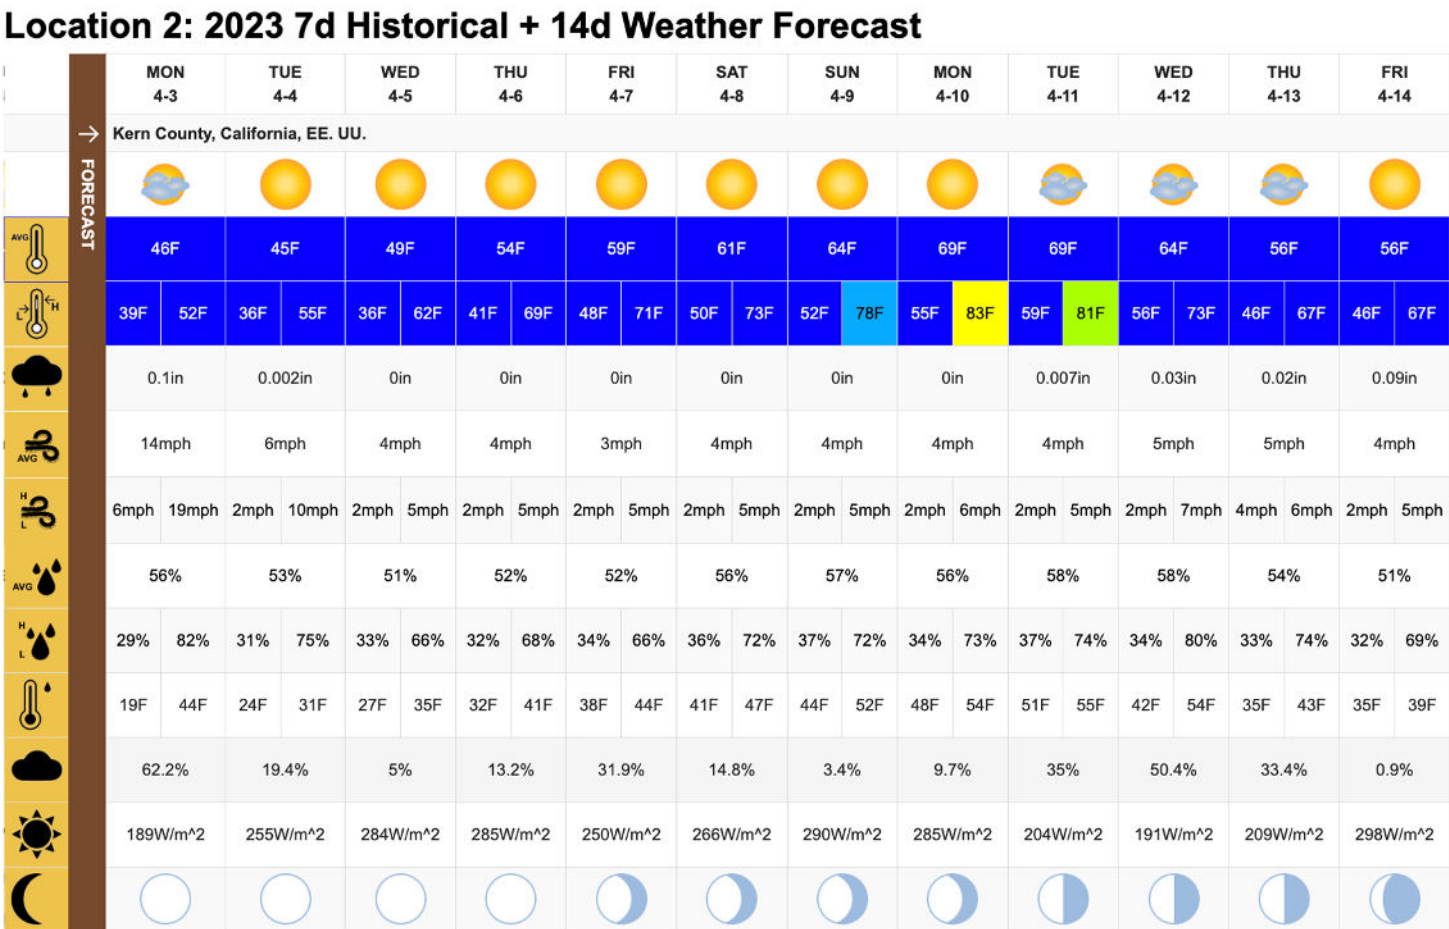 Location 2: 2023 7d Historical + 14d Weather Forecast
MON TUE WED THU FRI SAT SUN MON TUE WED THU FRI
4-3 4-4 4-5 4-6 4-7 4-8 4-9 4-10 4-11 4-12 4-13 4-14
→ Kern County, California, EE. UU.
FORECAST
AVG 46F 45F 49F 54F 59F 61F 64F 69F 69F 64F 56F 56F
L H 39F 52F 36F 55F 36F 62F 41F 69F 48F 71F 50F 73F 52F 78F 55F 83F 59F 81F 56F 73F 46F 67F 46F 67F
0.1in 0.002in 0in 0in 0in 0in 0in 0in 0.007in 0.03in 0.02in 0.09in
AVG 14mph 6mph 4mph 4mph 3mph 4mph 4mph 4mph 4mph 5mph 5mph 4mph
H L 6mph 19mph 2mph 10mph 2mph 5mph 2mph 5mph 2mph 5mph 2mph 5mph 2mph 5mph 2mph 6mph 2mph 5mph 2mph 7mph 4mph 6mph 2mph 5mph
AVG 56% 53% 51% 52% 52% 56% 57% 56% 58% 58% 54% 51%
H L 29% 82% 31% 75% 33% 66% 32% 68% 34% 66% 36% 72% 37% 72% 34% 73% 37% 74% 34% 80% 33% 74% 32% 69%
19F 44F 24F 31F 27F 35F 32F 41F 38F 44F 41F 47F 44F 52F 48F 54F 51F 55F 42F 54F 35F 43F 35F 39F
62.2% 19.4% 5% 13.2% 31.9% 14.8% 3.4% 9.7% 35% 50.4% 33.4% 0.9%
189W/m^2 255W/m^2 284W/m^2 285W/m^2 250W/m^2 266W/m^2 290W/m^2 285W/m^2 204W/m^2 191W/m^2 209W/m^2 298W/m^2